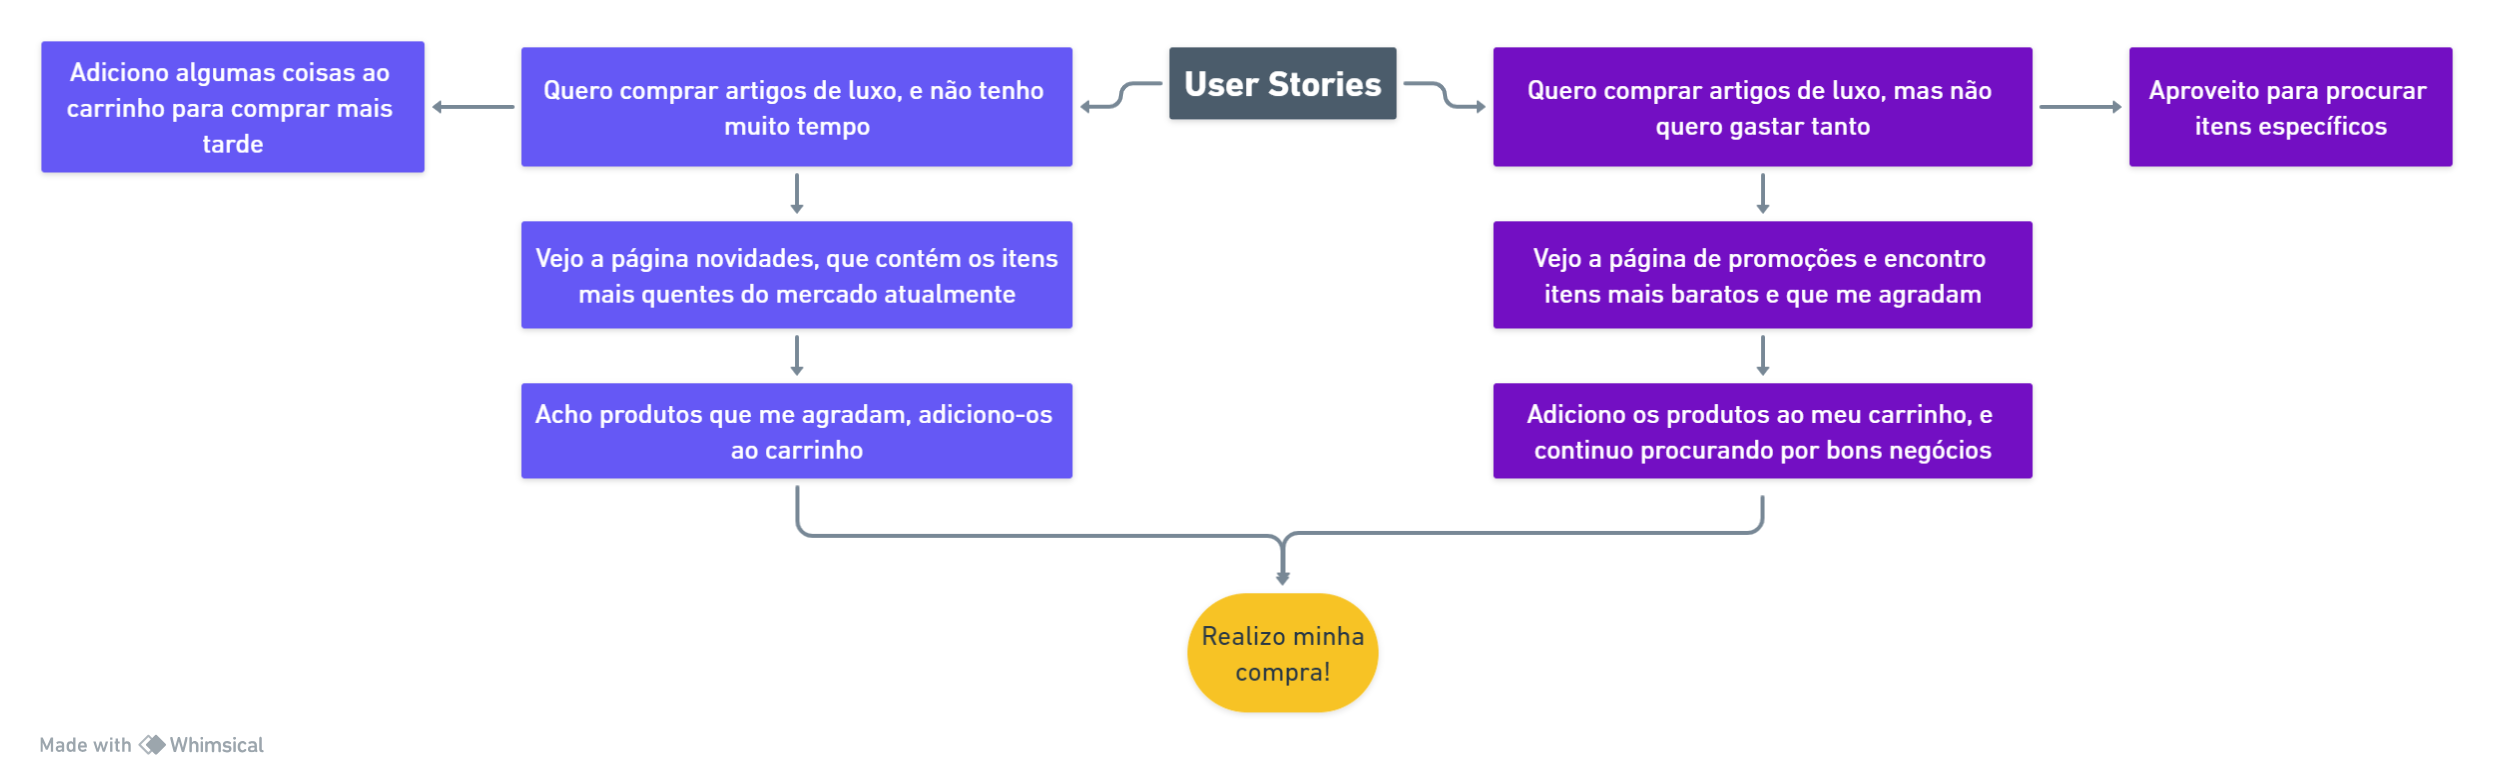 User Stories
Adiciono algumas coisas ao
carrinho para comprar mais
tarde
Quero comprar artigos de luxo, e não tenho
muito tempo
Quero comprar artigos de luxo, mas não
quero gastar tanto
Aproveito para procurar
itens específicos
Vejo a página novidades, que contém os itens
mais quentes do mercado atualmente
Vejo a página de promoções e encontro
itens mais baratos e que me agradam
Acho produtos que me agradam, adiciono-os
ao carrinho
Adiciono os produtos ao meu carrinho, e
continuo procurando por bons negócios
Realizo minha
compra!
Made with Whimsical